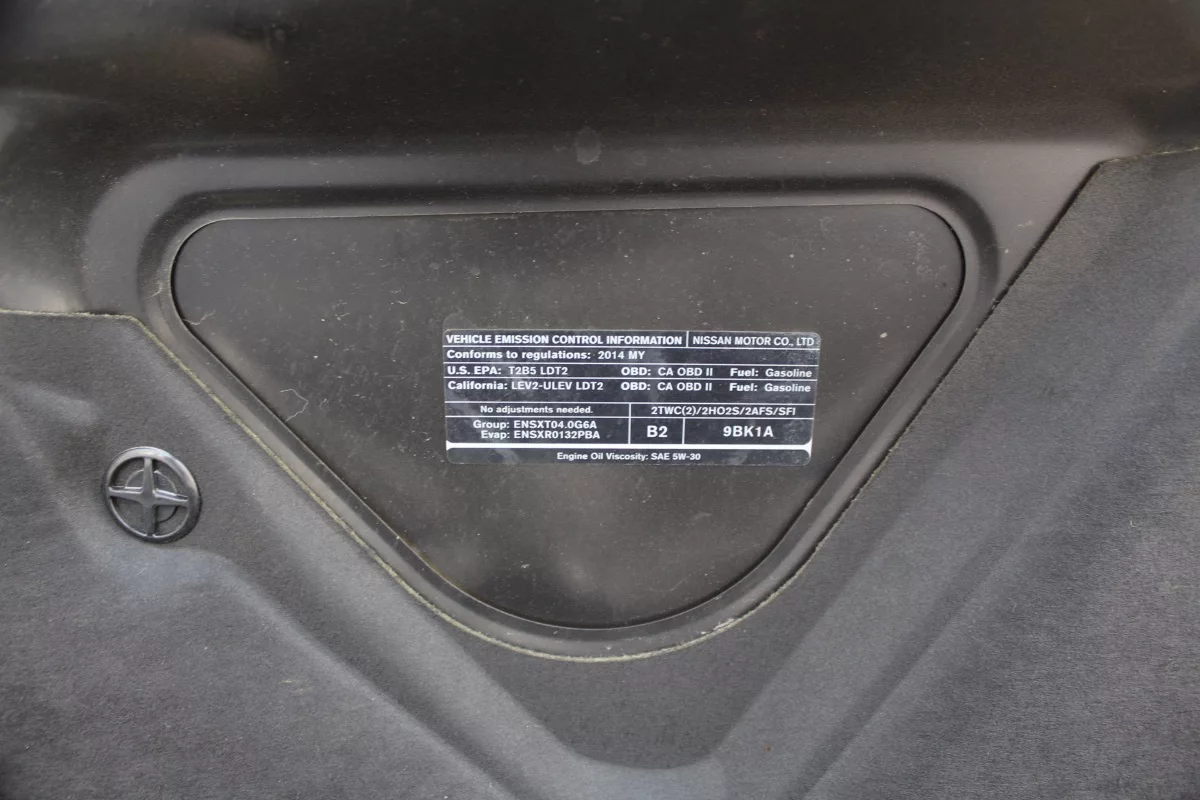 VEHICLE EMISSION CONTROL INFORMATION NISSAN MOTOR CO., LTD
Conforms to regulations: 2014 MY
U.S. EPA: T2B5 LDT2 OBD: CA OBD II Fuel: Gasoline
California: LEV2-ULEV LDT2 OBD: CA OBD II Fuel: Gasoline
No adjustments needed. 2TWC(2)/2HO2S/2AFS/SFI
Group: ENSXT04.0G6A
Evap: ENSXR0132PBA
B2 9BK1A
Engine Oil Viscosity: SAE 5W-30